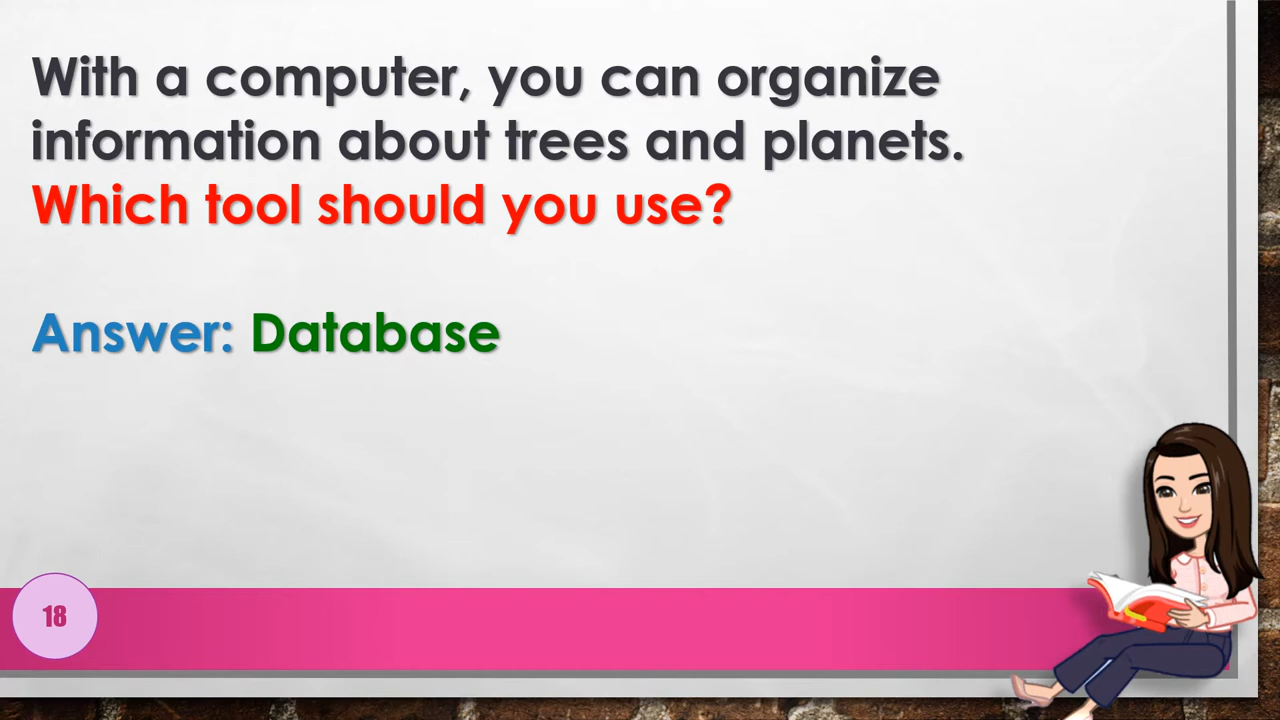 With a computer, you can organize
information about trees and planets.
Which tool should you use?
Answer: Database
18